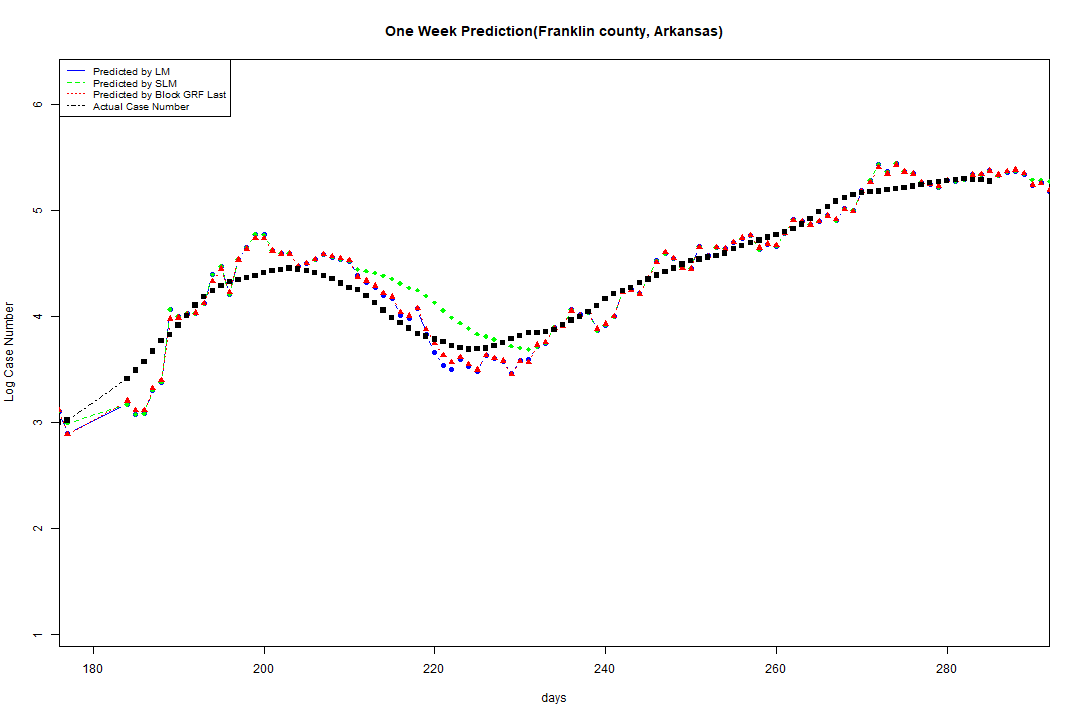 One Week Prediction(Franklin county, Arkansas)
Predicted by LM
Predicted by SLM
Predicted by Block GRF Last
Actual Case Number
6
5
4
3
2
1
Log Case Number
180 200 220 240 260 280
days